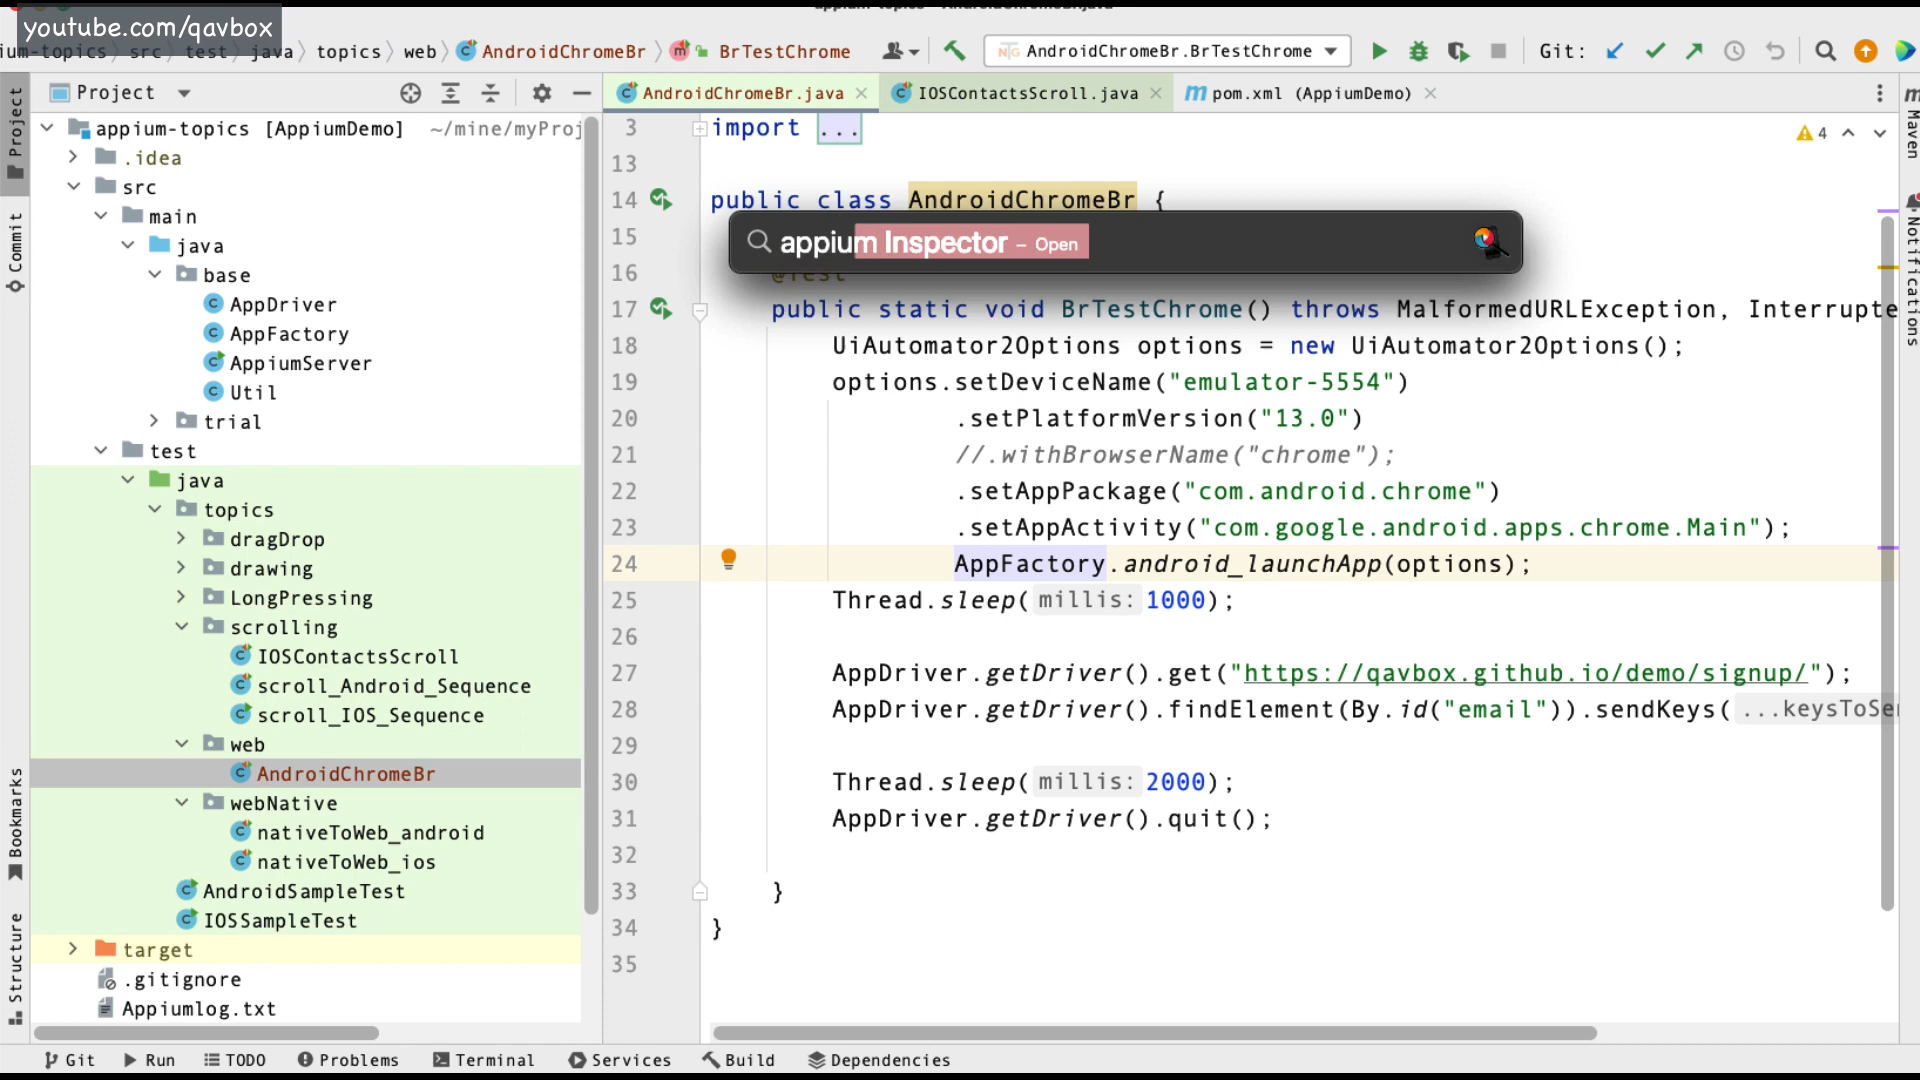 youtube.com/qavbox
src
test
java
topics
web
AndroidChromeBr
BrTestChrome
AndroidChromeBr.BrTestChrome
Git:
Project
AndroidChromeBr.java
IOSContactsScroll.java
pom.xml (AppiumDemo)
Project
Commit
Bookmarks
Structure
appium-topics [AppiumDemo] ~/mine/myProj
.idea
src
main
java
base
AppDriver
AppFactory
AppiumServer
Util
trial
test
java
topics
dragDrop
drawing
LongPressing
scrolling
IOSContactsScroll
scroll_Android_Sequence
scroll_IOS_Sequence
web
AndroidChromeBr
webNative
nativeToWeb_android
nativeToWeb_ios
AndroidSampleTest
IOSSampleTest
target
.gitignore
Appiumlog.txt
3 import ...
4
13
14 public class AndroidChromeBr {
15
appium Inspector – Open
16 @Test
17 public static void BrTestChrome() throws MalformedURLException, Interrupte
18 UiAutomator2Options options = new UiAutomator2Options();
19 options.setDeviceName("emulator-5554")
20 .setPlatformVersion("13.0")
21 //.withBrowserName("chrome");
22 .setAppPackage("com.android.chrome")
23 .setAppActivity("com.google.android.apps.chrome.Main");
24 AppFactory.android_launchApp(options);
25 Thread.sleep( millis: 1000);
26
27 AppDriver.getDriver().get("https://qavbox.github.io/demo/signup/");
28 AppDriver.getDriver().findElement(By.id("email")).sendKeys( ...keysToSe
29
30 Thread.sleep( millis: 2000);
31 AppDriver.getDriver().quit();
32
33 }
34 }
35
Maven
Notifications
Git
Run
TODO
Problems
Terminal
Services
Build
Dependencies